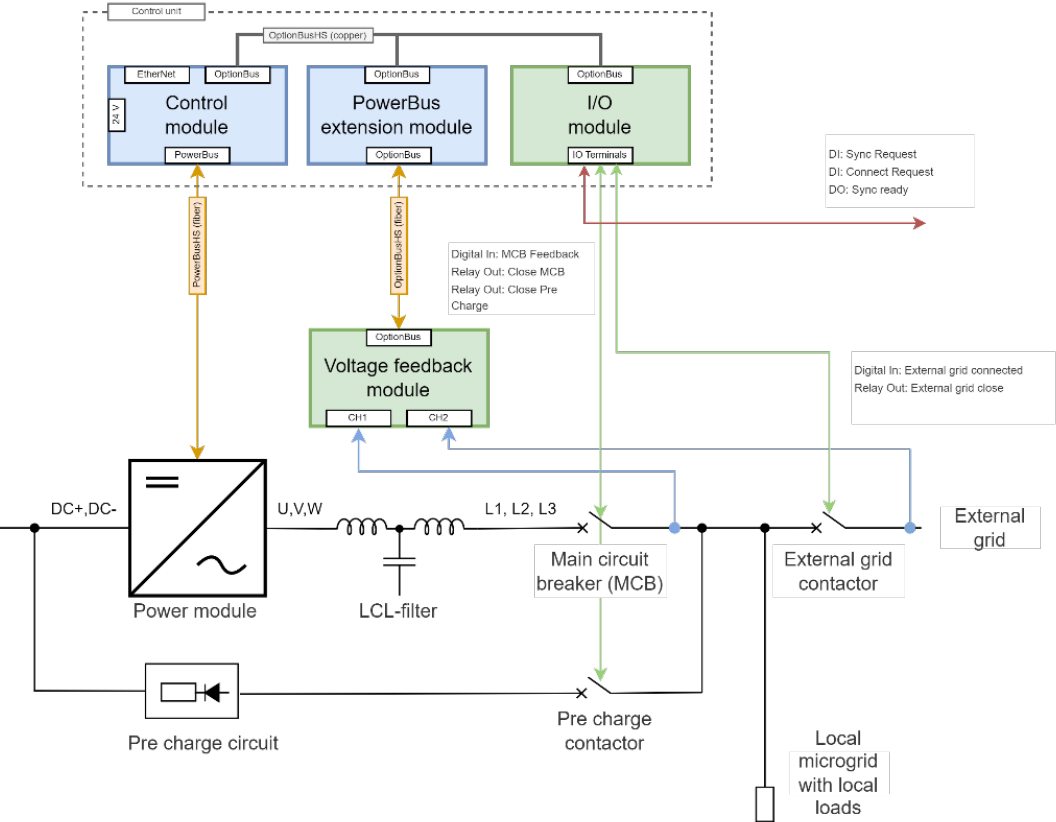 Control unit
OptionBusHS (copper)
EtherNet
OptionBus
OptionBus
OptionBus
24 V
Control
module
PowerBus
extension module
I/O
module
PowerBus
OptionBus
IO Terminals
DI: Sync Request
DI: Connect Request
DO: Sync ready
PowerBusHS (fiber)
OptionBusHS (fiber)
Digital In: MCB Feedback
Relay Out: Close MCB
Relay Out: Close Pre
Charge
OptionBus
Voltage feedback
module
CH1
CH2
Digital In: External grid connected
Relay Out: External grid close
DC+,DC-
U,V,W
L1, L2, L3
External
grid
Main circuit
breaker (MCB)
External grid
contactor
Power module
LCL-filter
Pre charge circuit
Pre charge
contactor
Local
microgrid
with local
loads